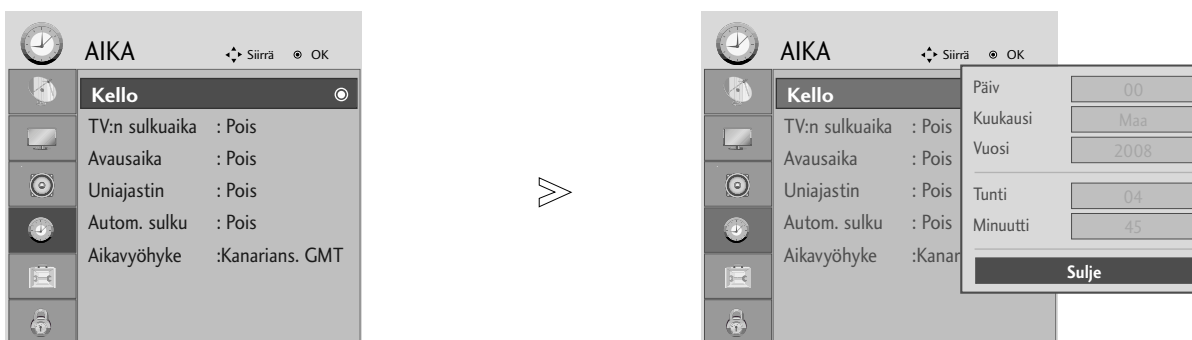 AIKA Siirrä OK
Kello
TV:n sulkuaika : Pois
Avausaika : Pois
Uniajastin : Pois
Autom. sulku : Pois
Aikavyöhyke :Kanarians. GMT
>
AIKA Siirrä OK
Kello
TV:n sulkuaika : Pois
Avausaika : Pois
Uniajastin : Pois
Autom. sulku : Pois
Aikavyöhyke :Kanar
Päiv 00
Kuukausi Maa
Vuosi 2008
Tunti 04
Minuutti 45
Sulje